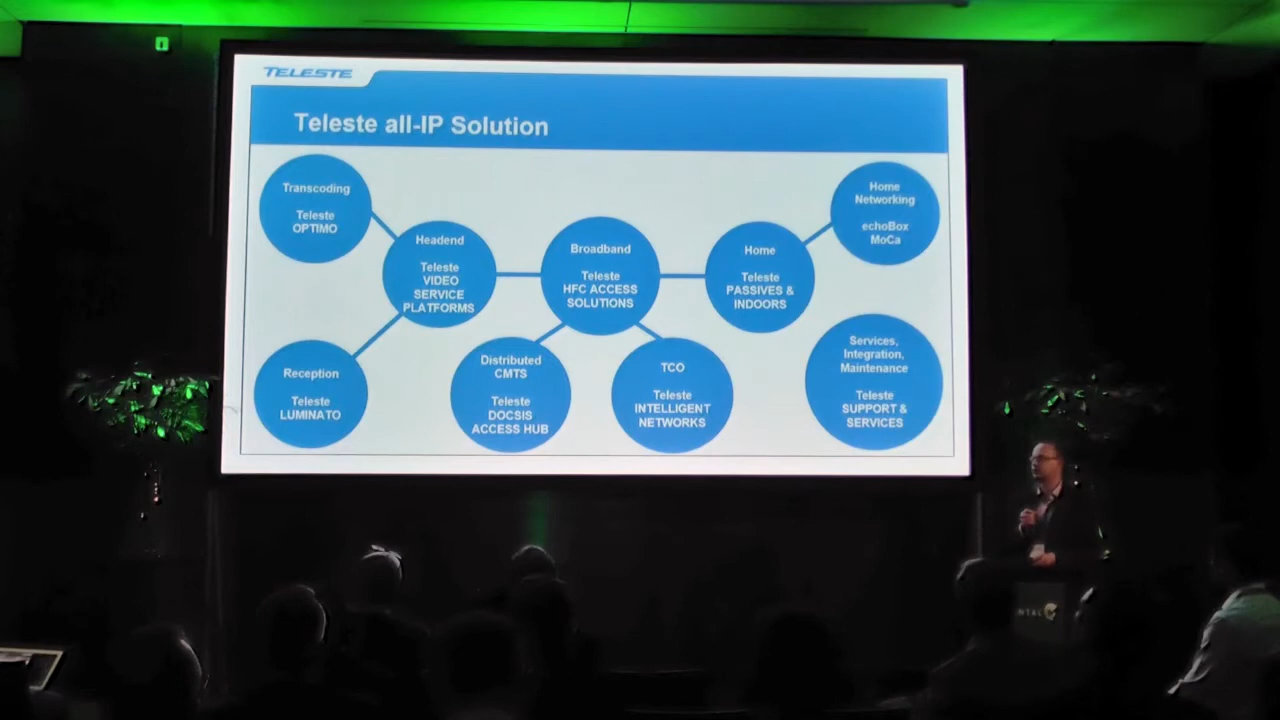 TELESTE
Teleste all-IP Solution
Transcoding
Teleste
OPTIMO
Headend
Teleste
VIDEO
SERVICE
PLATFORMS
Broadband
Teleste
HFC ACCESS
SOLUTIONS
Home
Teleste
PASSIVES &
INDOORS
Home
Networking
echoBox
MoCa
Reception
Teleste
LUMINATO
Distributed
CMTS
Teleste
DOCSIS
ACCESS HUB
TCO
Teleste
INTELLIGENT
NETWORKS
Services,
Integration,
Maintenance
Teleste
SUPPORT &
SERVICES